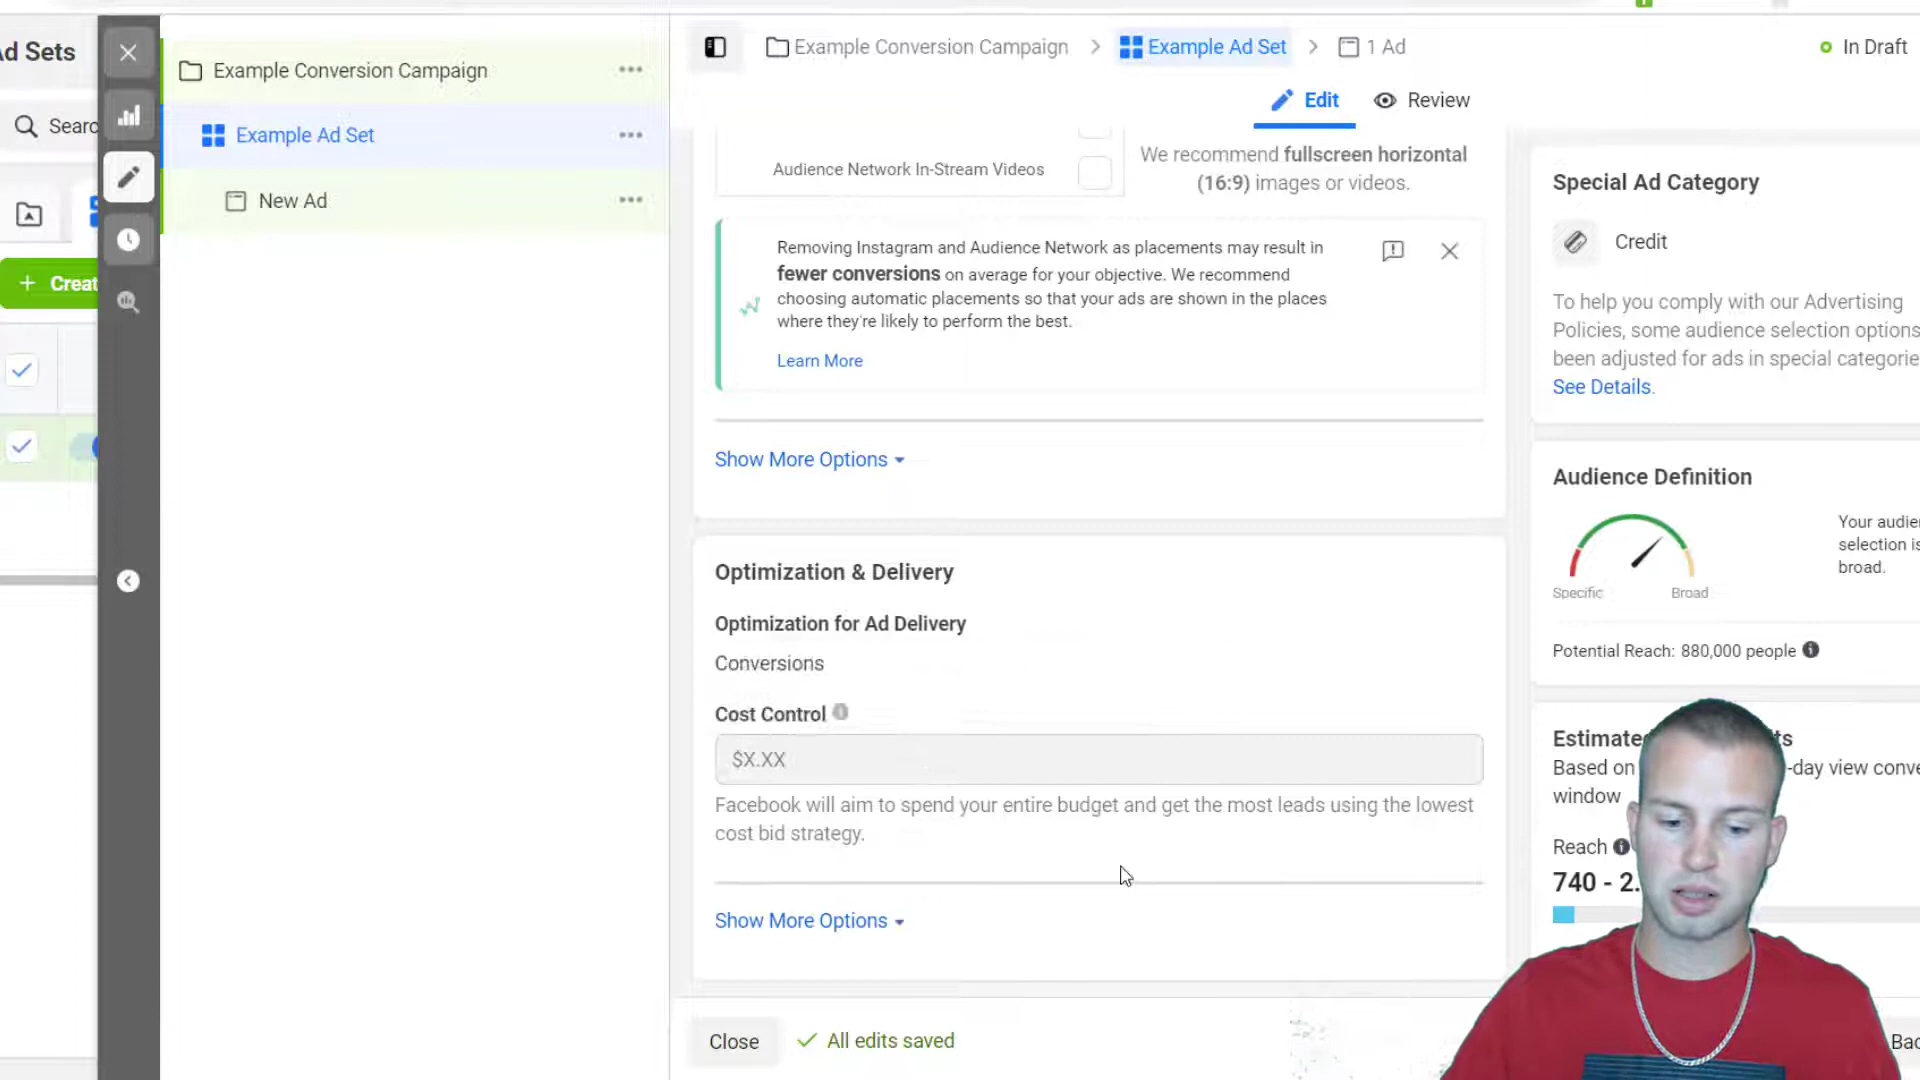 Ad Sets
Example Conversion Campaign
Example Ad Set
1 Ad
In Draft
Example Conversion Campaign
Edit
Review
Example Ad Set
New Ad
Audience Network In-Stream Videos
We recommend fullscreen horizontal
(16:9) images or videos.
Removing Instagram and Audience Network as placements may result in
fewer conversions on average for your objective. We recommend
choosing automatic placements so that your ads are shown in the places
where they're likely to perform the best.
Learn More
Show More Options
Optimization & Delivery
Optimization for Ad Delivery
Conversions
Cost Control
$X.XX
Facebook will aim to spend your entire budget and get the most leads using the lowest
cost bid strategy.
Show More Options
Close
All edits saved
Special Ad Category
Credit
To help you comply with our Advertising
Policies, some audience selection options
been adjusted for ads in special categorie
See Details.
Audience Definition
Your audie
selection is
broad.
Specific
Broad
Potential Reach: 880,000 people
Estimate
ts
Based on
-day view conve
window
Reach
740 - 2.
Bac
Searc
Creat